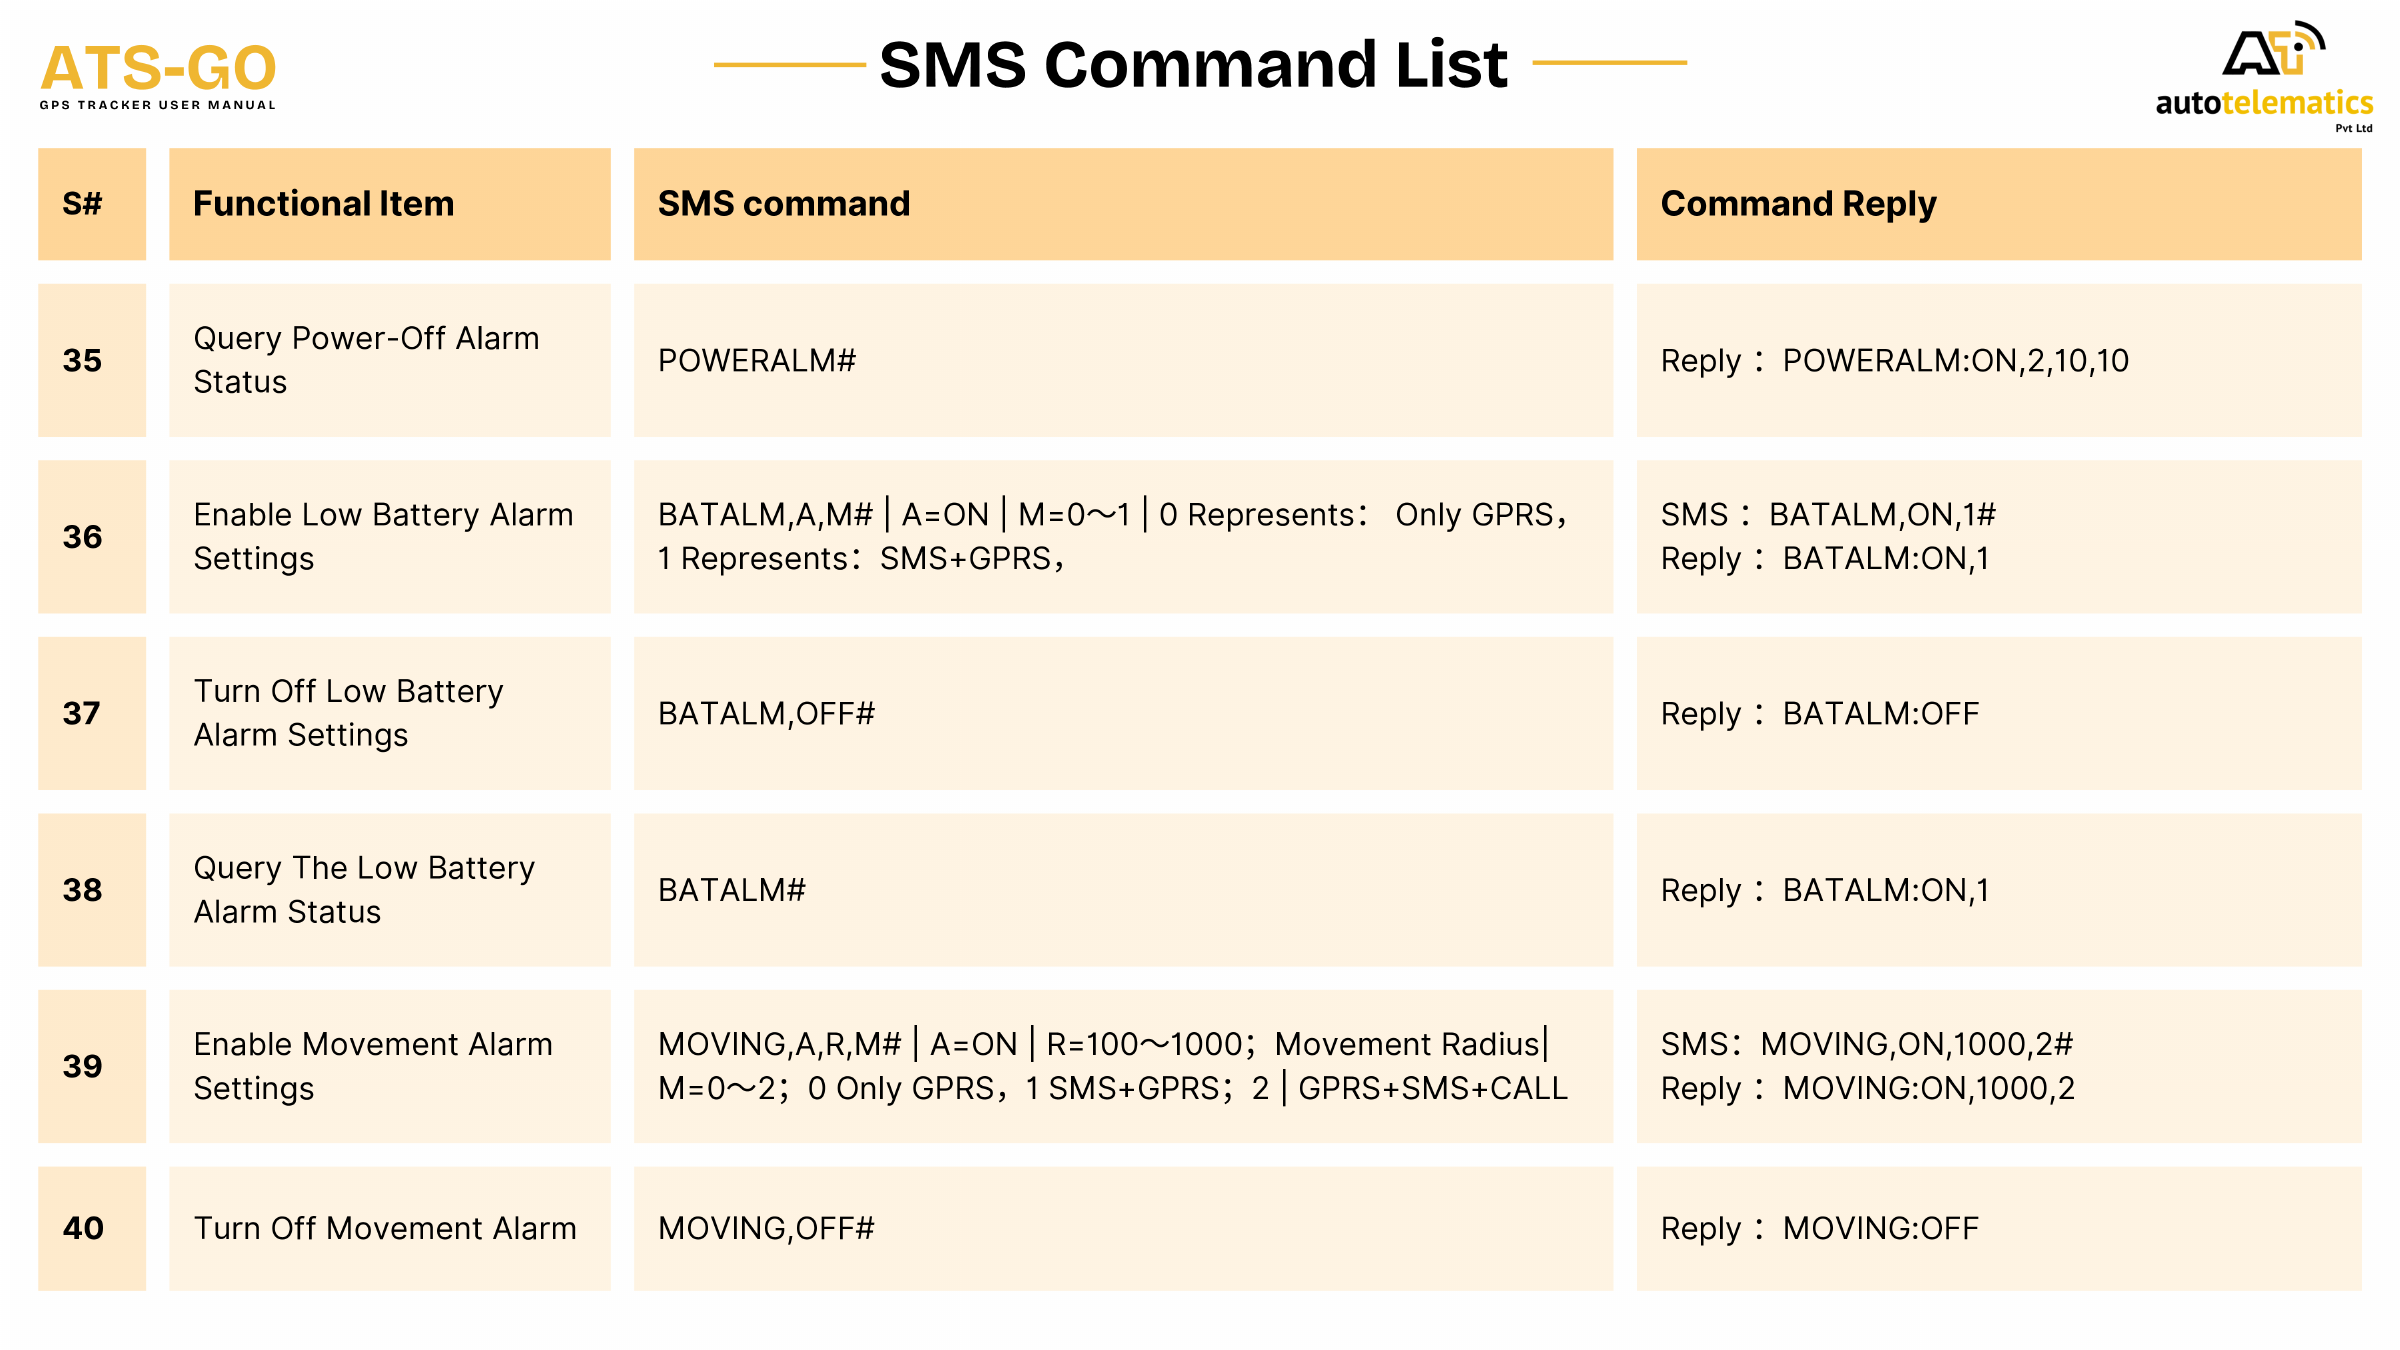 ATS-GO
GPS TRACKER USER MANUAL
SMS Command List
ATi
autotelematics
Pvt Ltd
S#
Functional Item
SMS command
Command Reply
35
Query Power-Off Alarm
Status
POWERALM#
Reply： POWERALM:ON,2,10,10
36
Enable Low Battery Alarm
Settings
BATALM,A,M# | A=ON | M=0～1 | 0 Represents： Only GPRS，
1 Represents：SMS+GPRS，
SMS：BATALM,ON,1#
Reply：BATALM:ON,1
37
Turn Off Low Battery
Alarm Settings
BATALM,OFF#
Reply：BATALM:OFF
38
Query The Low Battery
Alarm Status
BATALM#
Reply：BATALM:ON,1
39
Enable Movement Alarm
Settings
MOVING,A,R,M# | A=ON | R=100～1000；Movement Radius|
M=0～2；0 Only GPRS，1 SMS+GPRS；2 | GPRS+SMS+CALL
SMS：MOVING,ON,1000,2#
Reply：MOVING:ON,1000,2
40
Turn Off Movement Alarm
MOVING,OFF#
Reply：MOVING:OFF